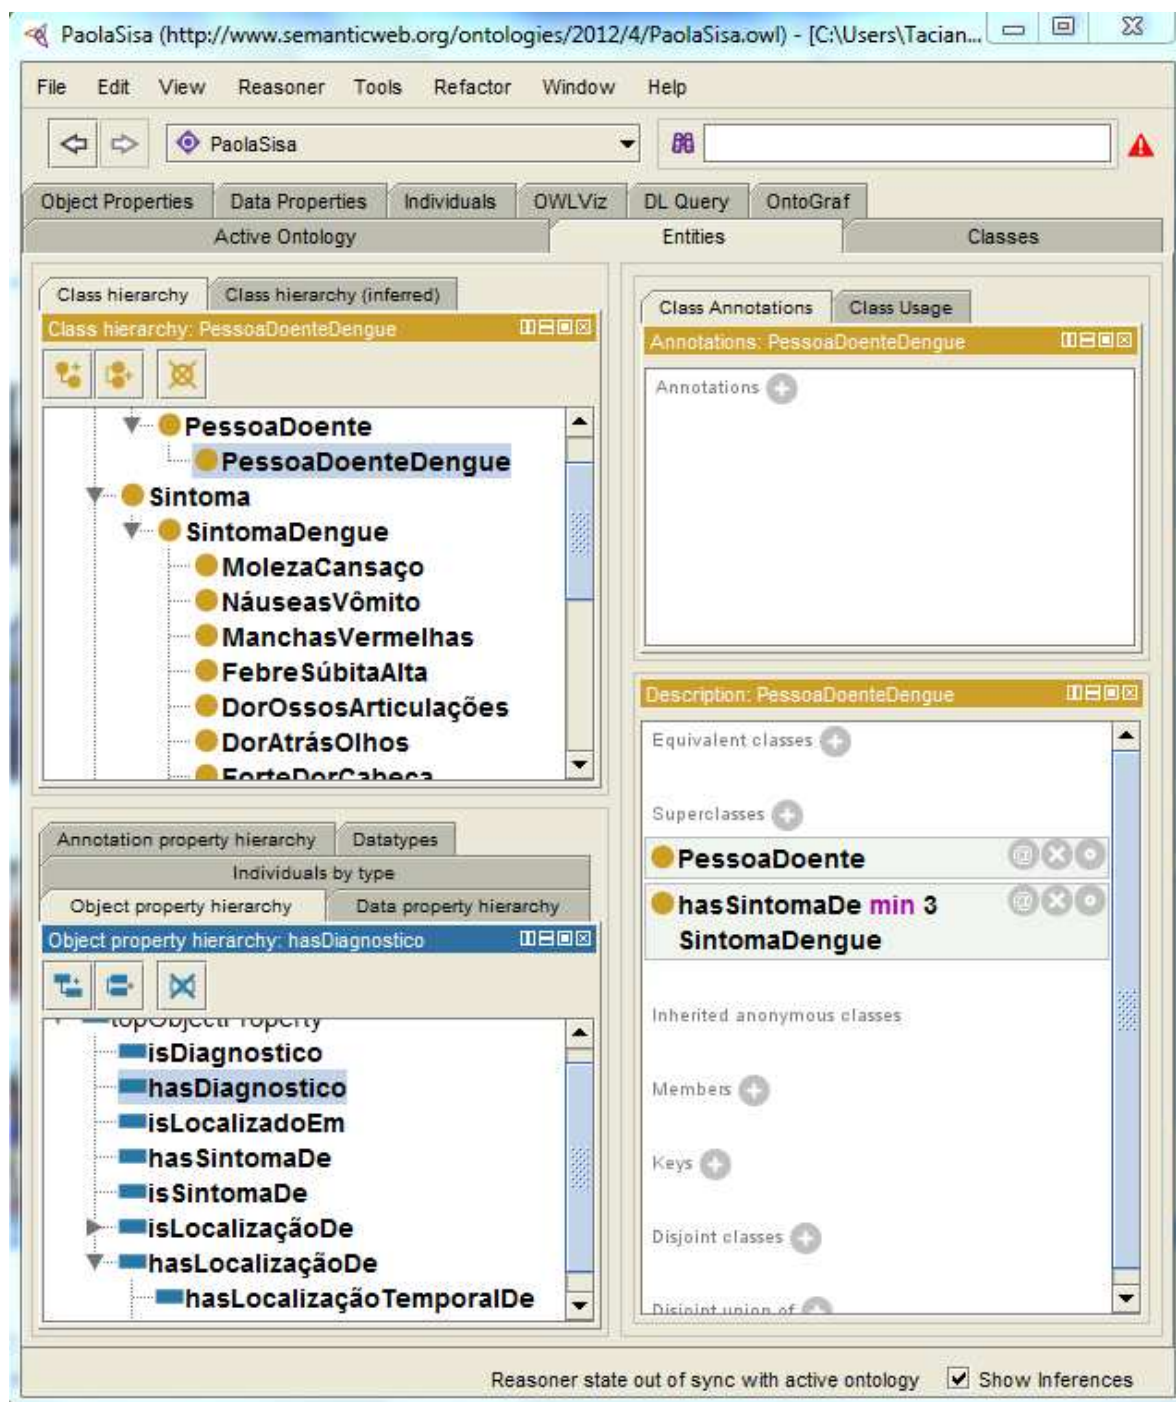 PaolaSisa (http://www.semanticweb.org/ontologies/2012/4/PaolaSisa.owl) - [C:\Users\Tacian...
File Edit View Reasoner Tools Refactor Window Help
PaolaSisa
Object Properties Data Properties Individuals OWLViz DL Query OntoGraf
Active Ontology Entities Classes
Class hierarchy Class hierarchy (inferred)
Class hierarchy: PessoaDoenteDengue
PessoaDoente
PessoaDoenteDengue
Sintoma
SintomaDengue
MolezaCansaço
NáuseasVômito
ManchasVermelhas
FebreSúbitaAlta
DorOssosArticulações
DorAtrásOlhos
ForteDorCabeça
Annotation property hierarchy Datatypes
Individuals by type
Object property hierarchy Data property hierarchy
Object property hierarchy: hasDiagnostico
topObjectProperty
isDiagnostico
hasDiagnostico
isLocalizadoEm
hasSintomaDe
isSintomaDe
isLocalizaçãoDe
hasLocalizaçãoDe
hasLocalizaçãoTemporalDe
Class Annotations Class Usage
Annotations: PessoaDoenteDengue
Annotations
Description: PessoaDoenteDengue
Equivalent classes
Superclasses
PessoaDoente
hasSintomaDe min 3
SintomaDengue
Inherited anonymous classes
Members
Keys
Disjoint classes
Disjoint union of
Reasoner state out of sync with active ontology Show Inferences